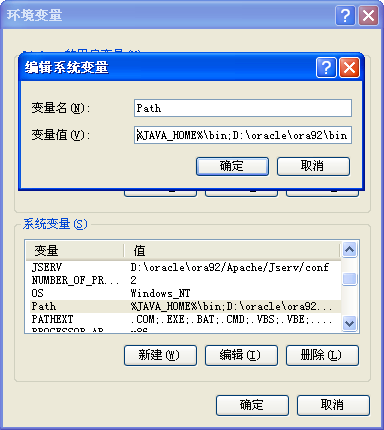 环境变量
编辑系统变量
变量名(N):
Path
变量值(V):
%JAVA_HOME%\bin;D:\oracle\ora92\bin
确定
取消
系统变量(S)
变量
值
JSERV
D:\oracle\ora92/Apache/Jserv/conf
NUMBER_OF_PR...
2
OS
Windows_NT
Path
%JAVA_HOME%\bin;D:\oracle\ora92...
PATHEXT
.COM;.EXE;.BAT;.CMD;.VBS;.VBE;....
新建(W)
编辑(I)
删除(L)
确定
取消